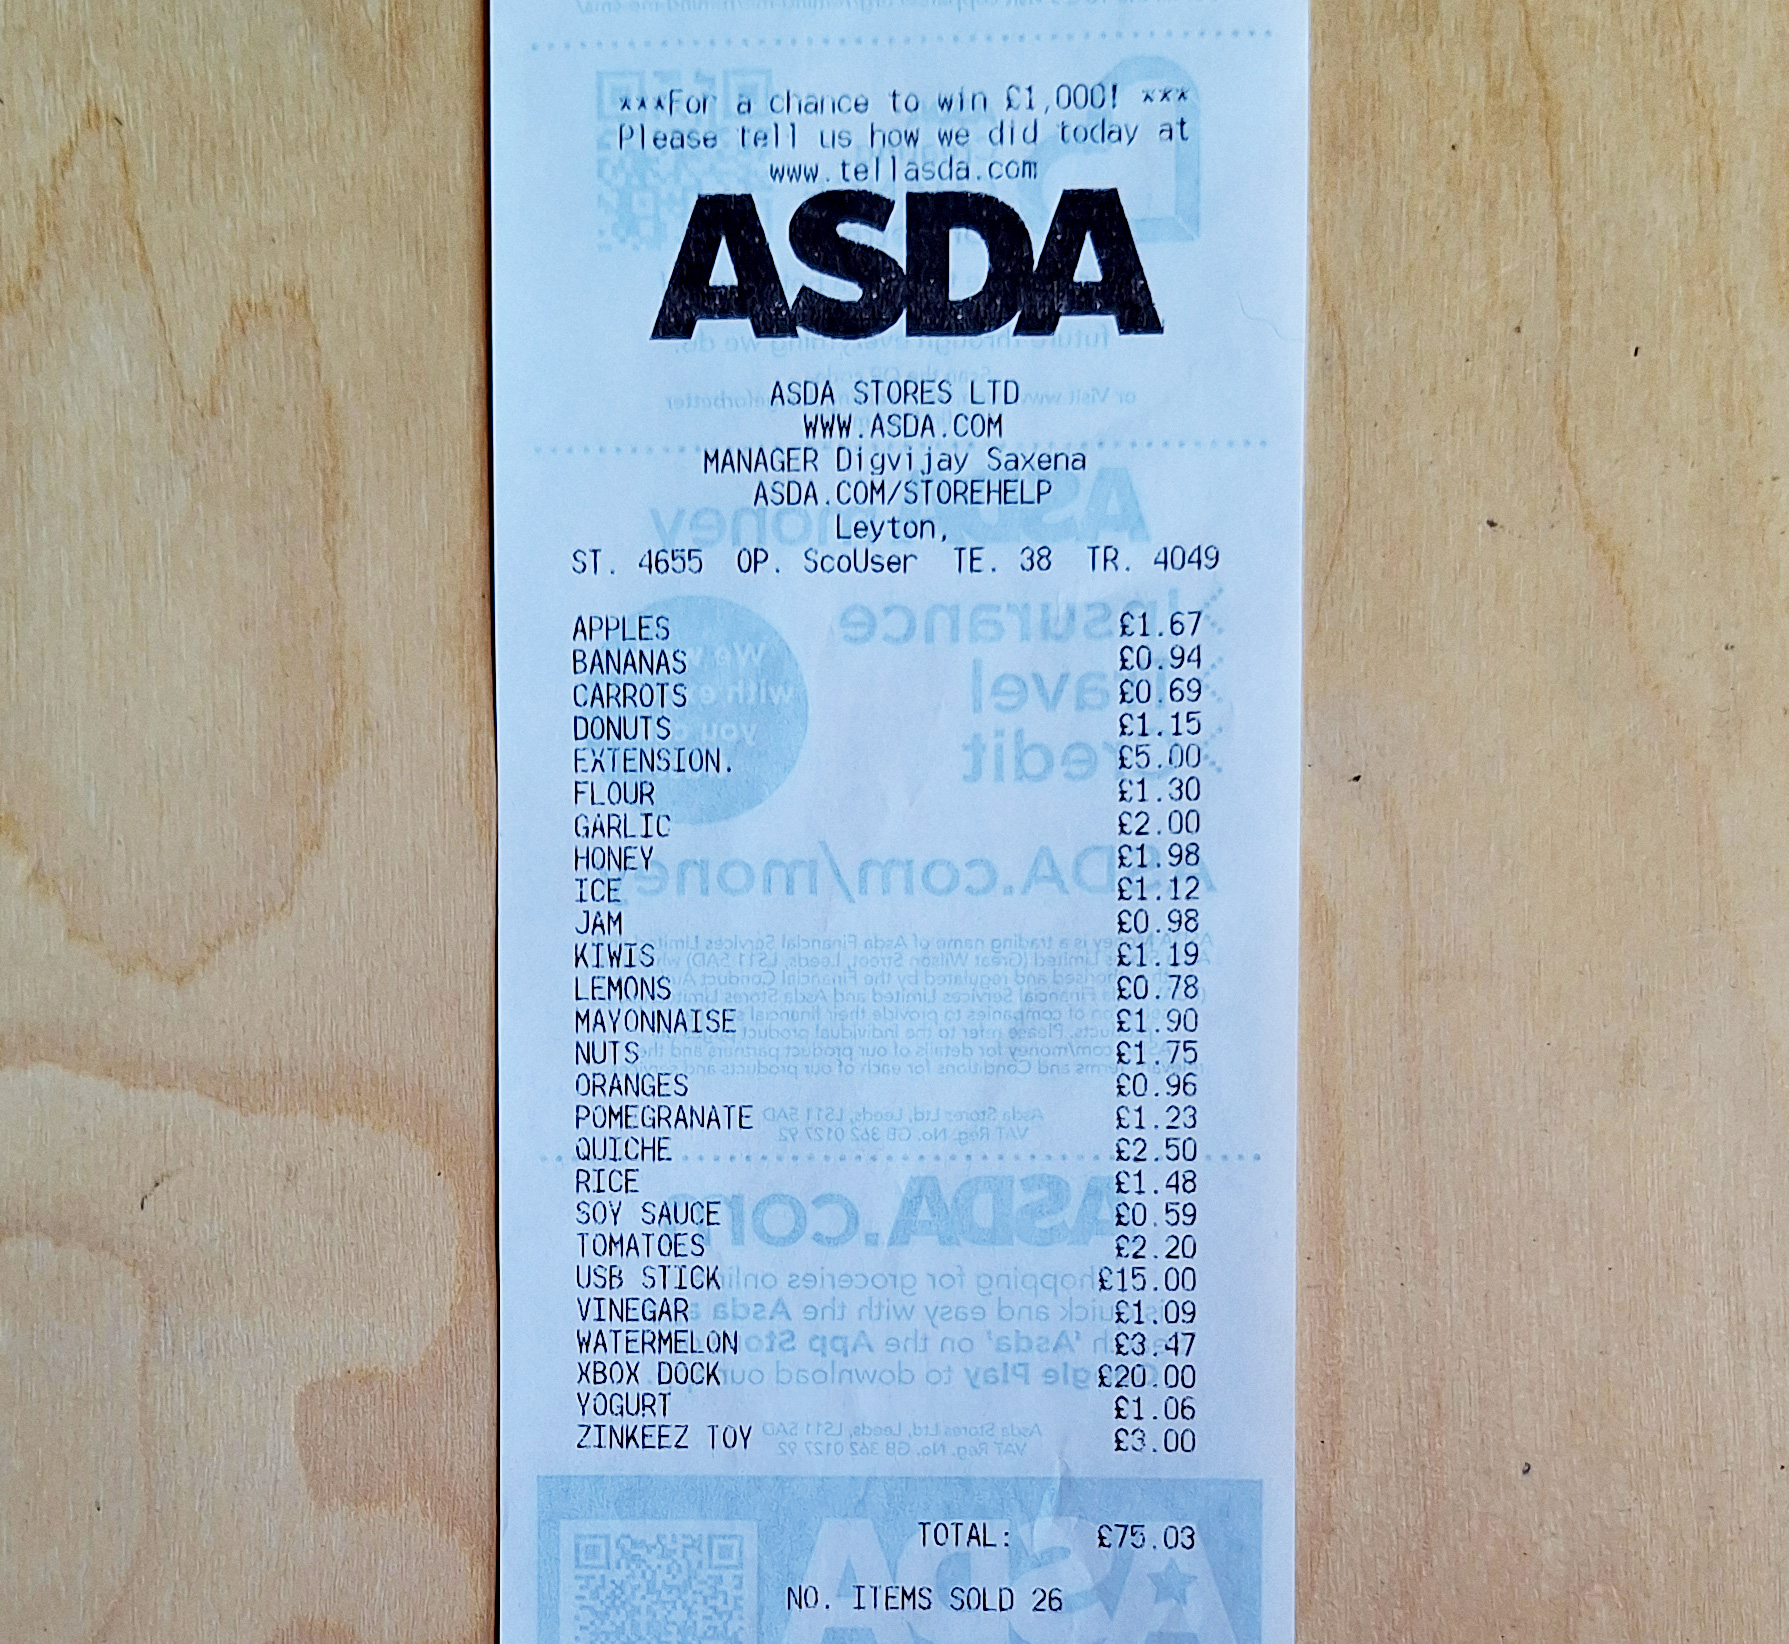 ***For a chance to win £1,000! ***
Please tell us how we did today at
www.tellasda.com
ASDA
ASDA STORES LTD
WWW.ASDA.COM
MANAGER Digvijay Saxena
ASDA.COM/STOREHELP
Leyton,
ST. 4655 OP. ScoUser TE. 38 TR. 4049
APPLES £1.67
BANANAS £0.94
CARROTS £0.69
DONUTS £1.15
EXTENSION. £5.00
FLOUR £1.30
GARLIC £2.00
HONEY £1.98
ICE £1.12
JAM £0.98
KIWIS £1.19
LEMONS £0.78
MAYONNAISE £1.90
NUTS £1.75
ORANGES £0.96
POMEGRANATE £1.23
QUICHE £2.50
RICE £1.48
SOY SAUCE £0.59
TOMATOES £2.20
USB STICK £15.00
VINEGAR £1.09
WATERMELON £3.47
XBOX DOCK £20.00
YOGURT £1.06
ZINKEEZ TOY £3.00
TOTAL: £75.03
NO. ITEMS SOLD 26